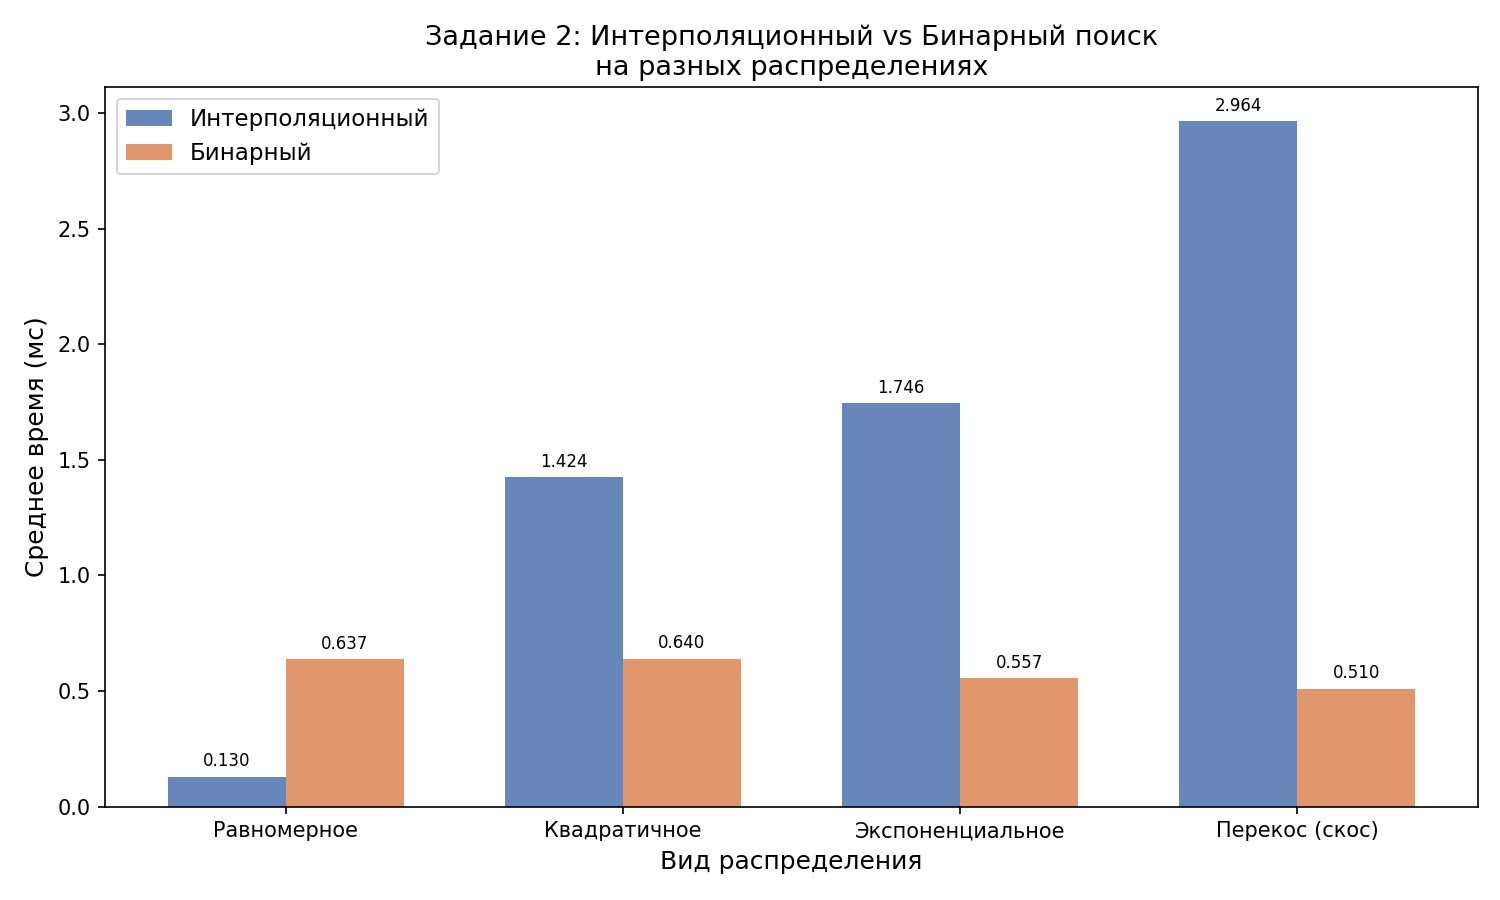 Задание 2: Интерполяционный vs Бинарный поиск
на разных распределениях
Интерполяционный
Бинарный
Среднее время (мс)
3.0
2.5
2.0
1.5
1.0
0.5
0.0
0.130
0.637
1.424
0.640
1.746
0.557
2.964
0.510
Равномерное
Квадратичное
Экспоненциальное
Перекос (скос)
Вид распределения